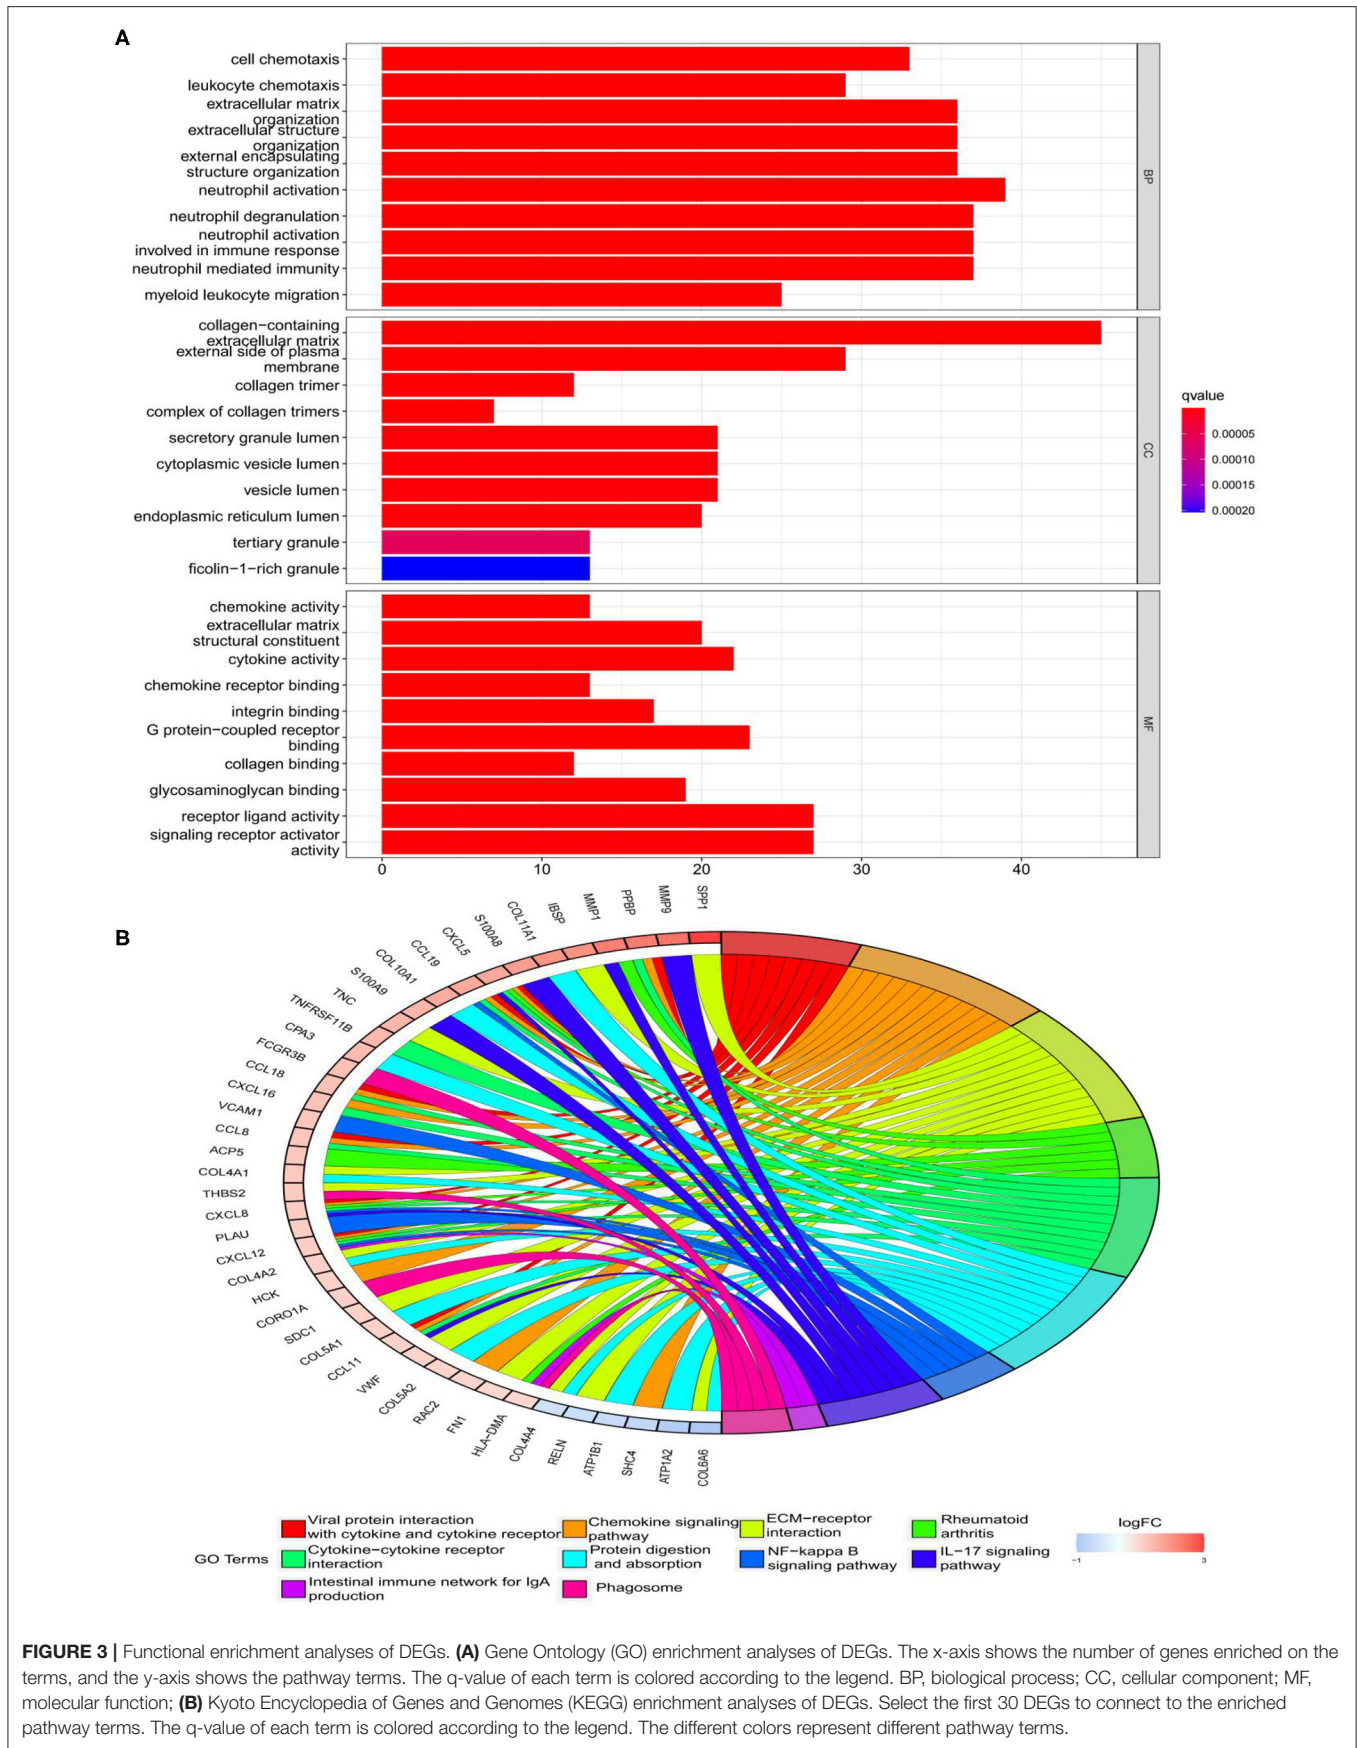 A
cell chemotaxis
leukocyte chemotaxis
extracellular matrix
organization
extracellular structure
organization
external encapsulating
structure organization
neutrophil activation
neutrophil degranulation
neutrophil activation
involved in immune response
neutrophil mediated immunity
myeloid leukocyte migration
BP
collagen−containing
extracellular matrix
external side of plasma
membrane
collagen trimer
complex of collagen trimers
secretory granule lumen
cytoplasmic vesicle lumen
vesicle lumen
endoplasmic reticulum lumen
tertiary granule
ficolin−1−rich granule
CC
qvalue
0.00005
0.00010
0.00015
0.00020
chemokine activity
extracellular matrix
structural constituent
cytokine activity
chemokine receptor binding
integrin binding
G protein−coupled receptor
binding
collagen binding
glycosaminoglycan binding
receptor ligand activity
signaling receptor activator
activity
MF
0 10 20 30 40
B
SPP1
MMP9
PPBP
MMP1
IBSP
COL11A1
S100A8
CXCL5
CCL19
COL10A1
S100A9
TNC
TNFRSF11B
CPA3
FCGR3B
CCL18
CXCL16
VCAM1
CCL8
ACP5
COL4A1
THBS2
CXCL8
PLAU
CXCL12
COL4A2
HCK
CORO1A
SDC1
COL5A1
CCL11
VWF
COL5A2
RAC2
FN1
HLA−DMA
COL4A4
RELN
ATP1B1
SHC4
ATP1A2
COL6A6
GO Terms
Viral protein interaction
with cytokine and cytokine receptor
Chemokine signaling
pathway
ECM−receptor
interaction
Rheumatoid
arthritis
Cytokine−cytokine receptor
interaction
Protein digestion
and absorption
NF−kappa B
signaling pathway
IL−17 signaling
pathway
Intestinal immune network for IgA
production
Phagosome
logFC
−1 3
FIGURE 3 | Functional enrichment analyses of DEGs. (A) Gene Ontology (GO) enrichment analyses of DEGs. The x-axis shows the number of genes enriched on the
terms, and the y-axis shows the pathway terms. The q-value of each term is colored according to the legend. BP, biological process; CC, cellular component; MF,
molecular function; (B) Kyoto Encyclopedia of Genes and Genomes (KEGG) enrichment analyses of DEGs. Select the first 30 DEGs to connect to the enriched
pathway terms. The q-value of each term is colored according to the legend. The different colors represent different pathway terms.